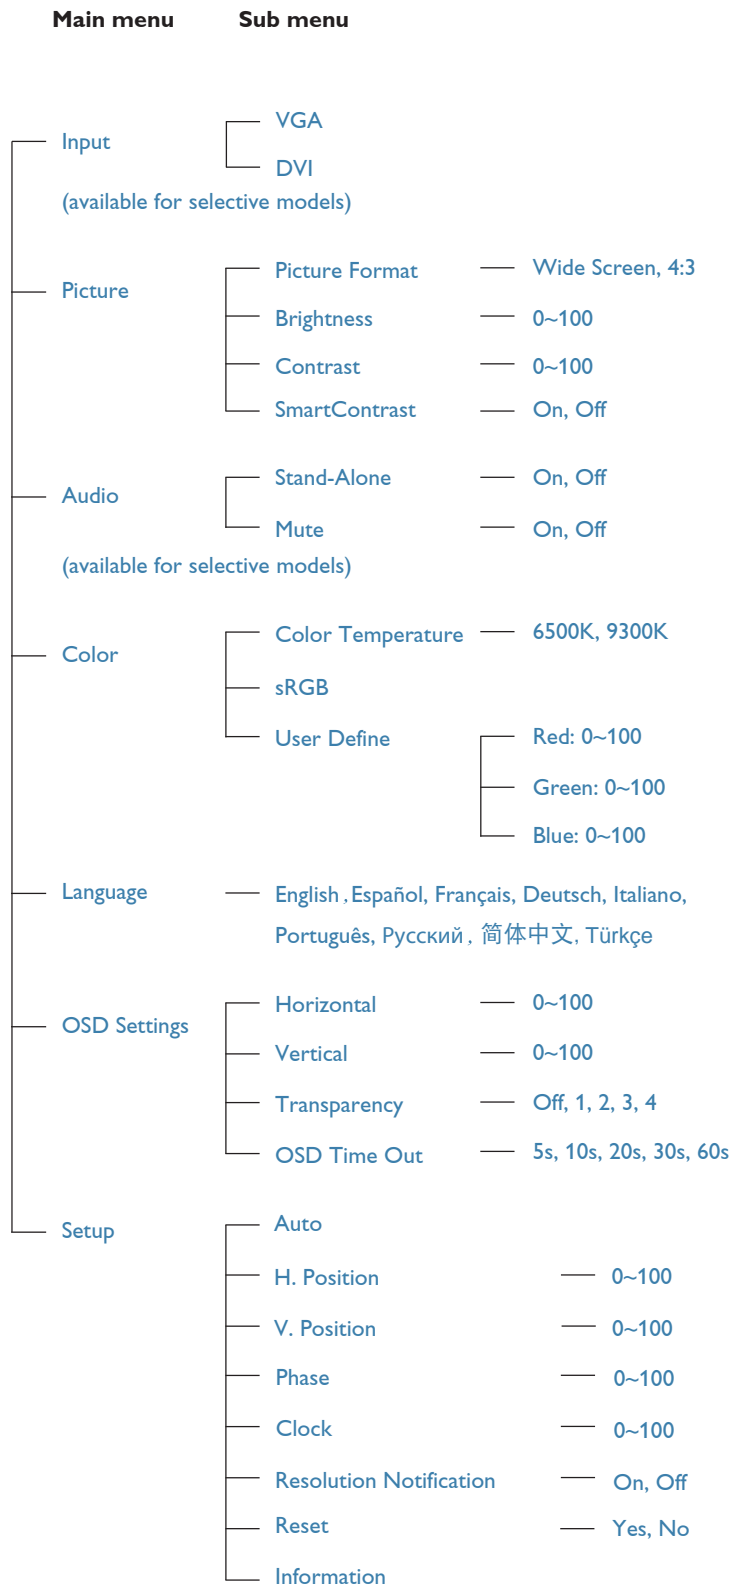 Main menu Sub menu
VGA
Input
DVI
(available for selective models)
Picture Format Wide Screen, 4:3
Picture
Brightness 0~100
Contrast 0~100
SmartContrast On, Off
Stand-Alone On, Off
Audio
Mute On, Off
(available for selective models)
Color Temperature 6500K, 9300K
Color
sRGB
User Define Red: 0~100
Green: 0~100
Blue: 0~100
Language English, Español, Français, Deutsch, Italiano,
Português, Русский, 简体中文, Türkçe
Horizontal 0~100
OSD Settings
Vertical 0~100
Transparency Off, 1, 2, 3, 4
OSD Time Out 5s, 10s, 20s, 30s, 60s
Auto
Setup
H. Position 0~100
V. Position 0~100
Phase 0~100
Clock 0~100
Resolution Notification On, Off
Reset Yes, No
Information